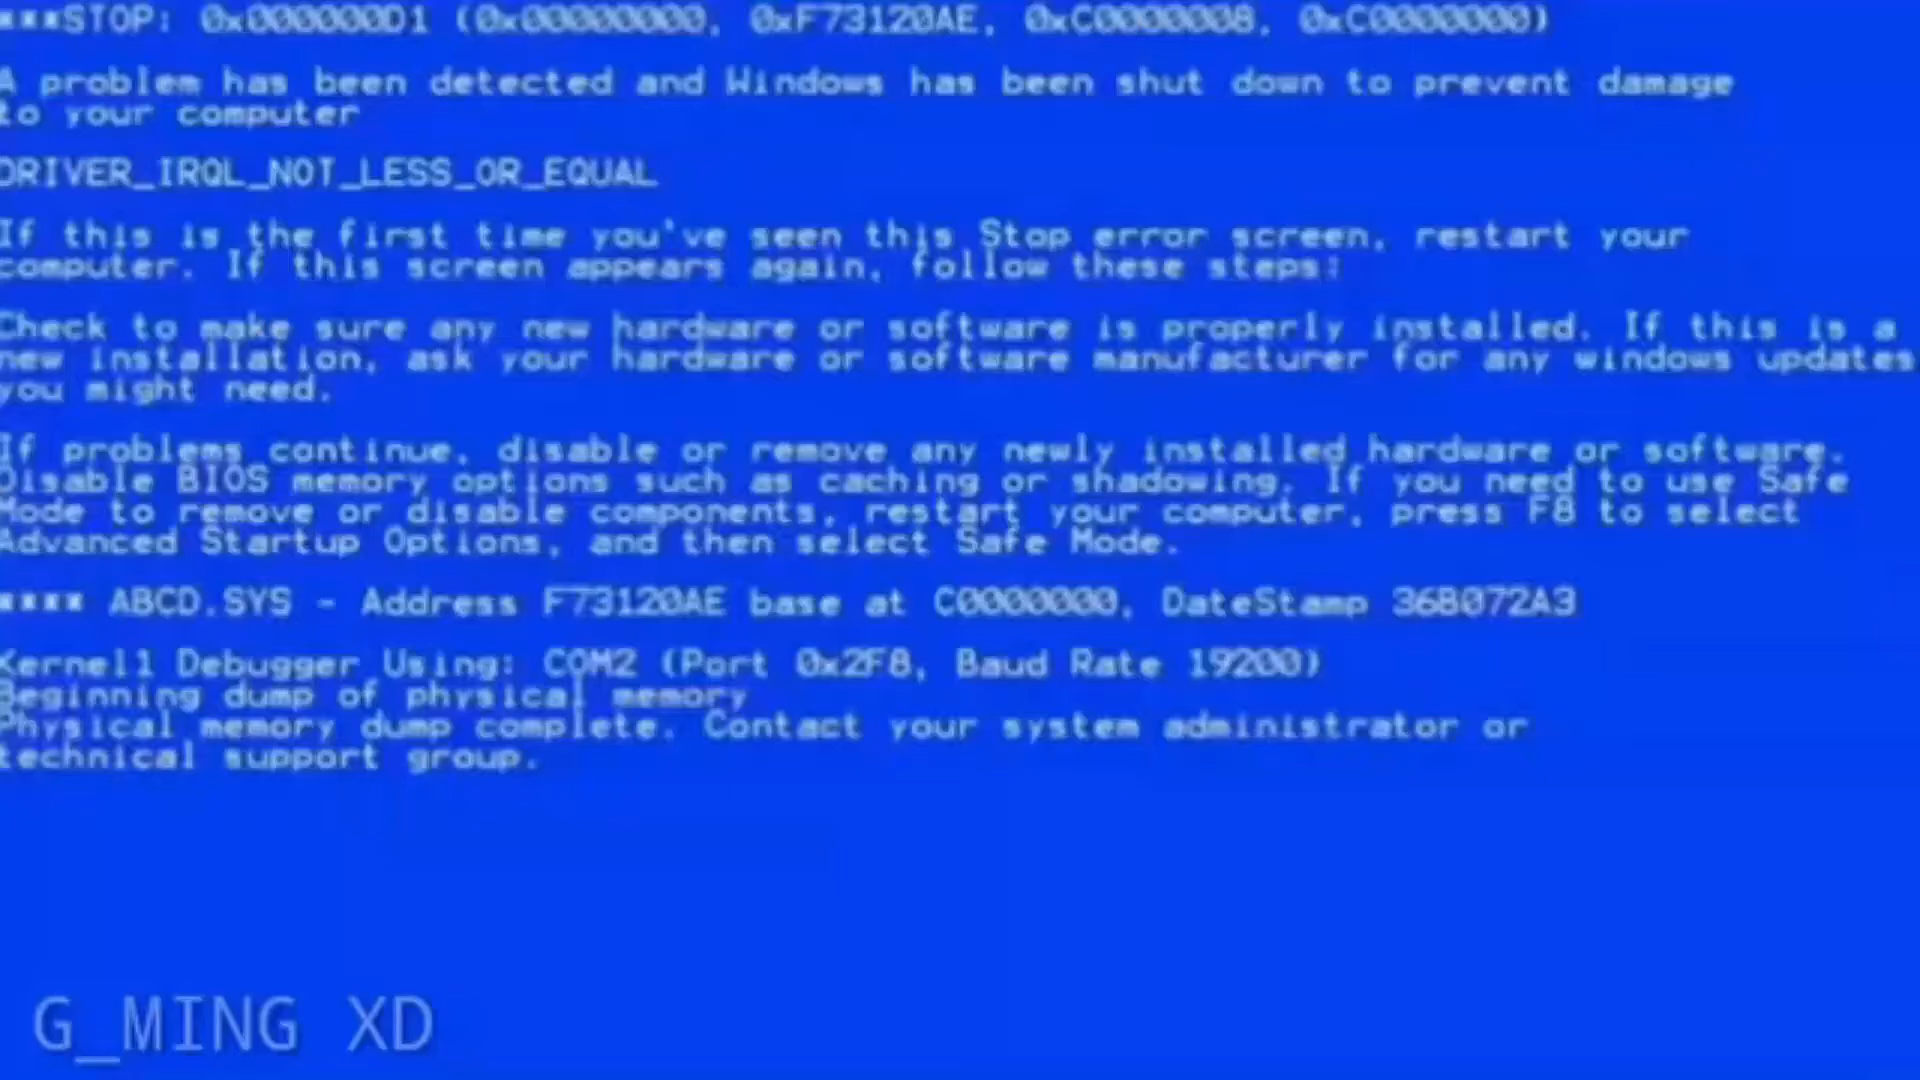 ***STOP: 0x000000D1 (0x00000000, 0xF73120AE, 0xC0000008, 0xC0000000)
A problem has been detected and Windows has been shut down to prevent damage
to your computer
DRIVER_IRQL_NOT_LESS_OR_EQUAL
If this is the first time you've seen this Stop error screen, restart your
computer. If this screen appears again, follow these steps:
Check to make sure any new hardware or software is properly installed. If this is a
new installation, ask your hardware or software manufacturer for any windows updates
you might need.
If problems continue, disable or remove any newly installed hardware or software.
Disable BIOS memory options such as caching or shadowing. If you need to use Safe
Mode to remove or disable components, restart your computer, press F8 to select
Advanced Startup Options, and then select Safe Mode.
**** ABCD.SYS - Address F73120AE base at C0000000, DateStamp 36B072A3
Kernel1 Debugger Using: COM2 (Port 0x2F8, Baud Rate 19200)
Beginning dump of physical memory
Physical memory dump complete. Contact your system administrator or
technical support group.
G_MING XD